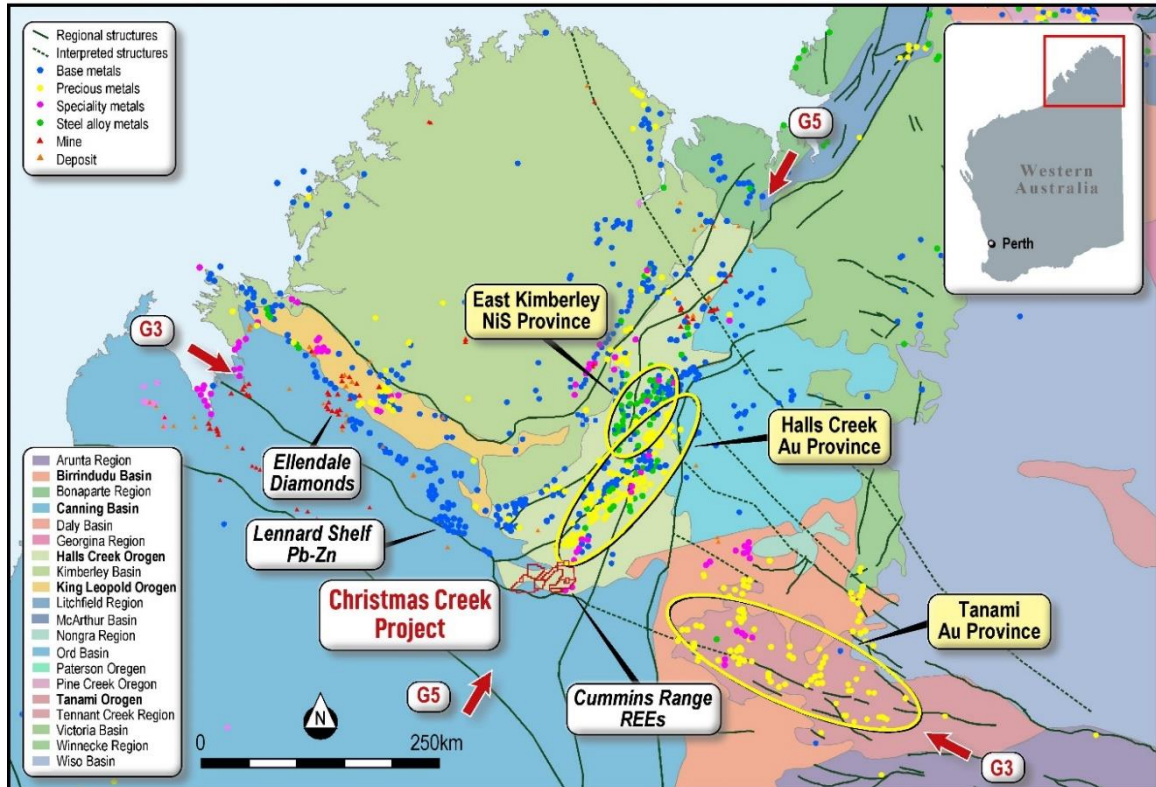 Regional structures
Interpreted structures
Base metals
Precious metals
Speciality metals
Steel alloy metals
Mine
Deposit
G5
Western
Australia
Perth
East Kimberley
NiS Province
G3
Halls Creek
Au Province
Ellendale
Diamonds
Lennard Shelf
Pb-Zn
Christmas Creek
Project
Tanami
Au Province
Cummins Range
REEs
G5
G3
N
0
250km
Arunta Region
Birrindudu Basin
Bonaparte Region
Canning Basin
Daly Basin
Georgina Region
Halls Creek Orogen
Kimberley Basin
King Leopold Orogen
Litchfield Region
McArthur Basin
Nongra Region
Ord Basin
Paterson Oregen
Pine Creek Oregon
Tanami Orogen
Tennant Creek Region
Victoria Basin
Winnecke Region
Wiso Basin